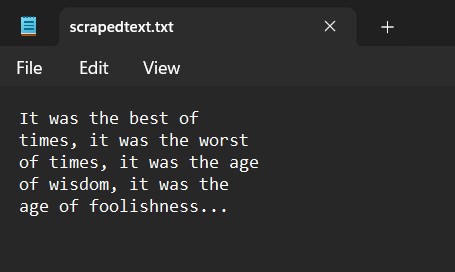 scrapedtext.txt
File Edit View
It was the best of
times, it was the worst
of times, it was the age
of wisdom, it was the
age of foolishness...